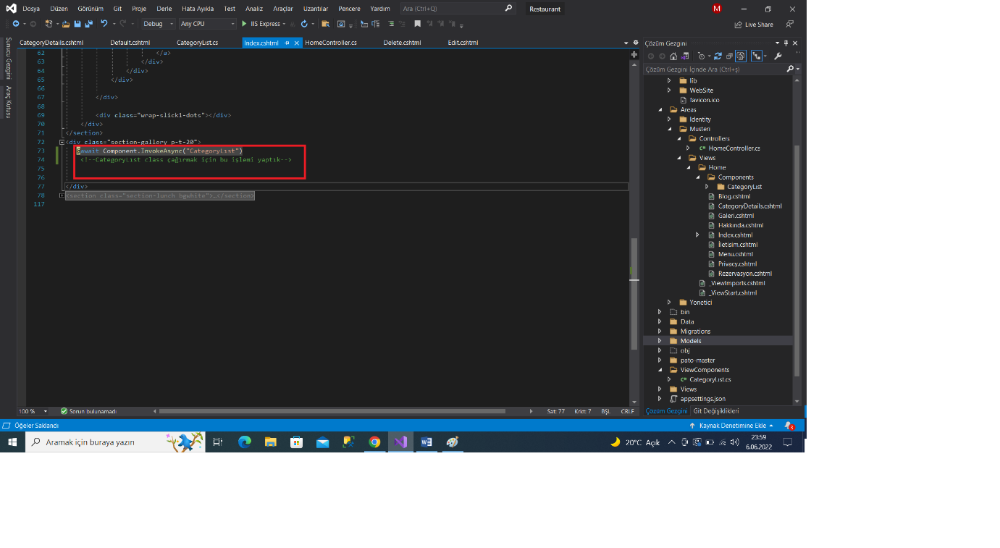 Dosya Düzen Görünüm Git Proje Derle Hata Ayıkla Test Analiz Araçlar Uzantılar Pencere Yardım Ara (Ctrl+Q) Restaurant M
Debug Any CPU IIS Express Live Share
Sunucu Gezgini
Araç Kutusu
CategoryDetails.cshtml Default.cshtml CategoryList.cs Index.cshtml HomeController.cs Delete.cshtml Edit.cshtml
62 </a>
63 </div>
64 </div>
65 </div>
66
67 </div>
68
69 <div class="wrap-slick1-dots"></div>
70 </div>
71 </section>
72 <div class="section-gallery p-t-20">
73 @await Component.InvokeAsync("CategoryList")
74 <!--CategoryList class çağırmak için bu işlemi yaptık-->
75
76
77 </div>
78 <section class="section-lunch bgwhite">…</section>
117
100 % Sorun bulunamadı Sat: 77 Krkt: 7 BŞL CRLF
Çözüm Gezgini
Çözüm Gezgini İçinde Ara (Ctrl+ş)
lib
WebSite
favicon.ico
Areas
Identity
Musteri
Controllers
C# HomeController.cs
Views
Home
Components
CategoryList
Blog.cshtml
CategoryDetails.cshtml
Galeri.cshtml
Hakkında.cshtml
Index.cshtml
İletisim.cshtml
Menu.cshtml
Privacy.cshtml
Rezervasyon.cshtml
_ViewImports.cshtml
_ViewStart.cshtml
Yonetici
bin
Data
Migrations
Models
obj
pato-master
ViewComponents
C# CategoryList.cs
Views
appsettings.json
Çözüm Gezgini Git Değişiklikleri
Öğeler Saklandı Kaynak Denetimine Ekle 3
Aramak için buraya yazın 20°C Açık 23:59
6.06.2022